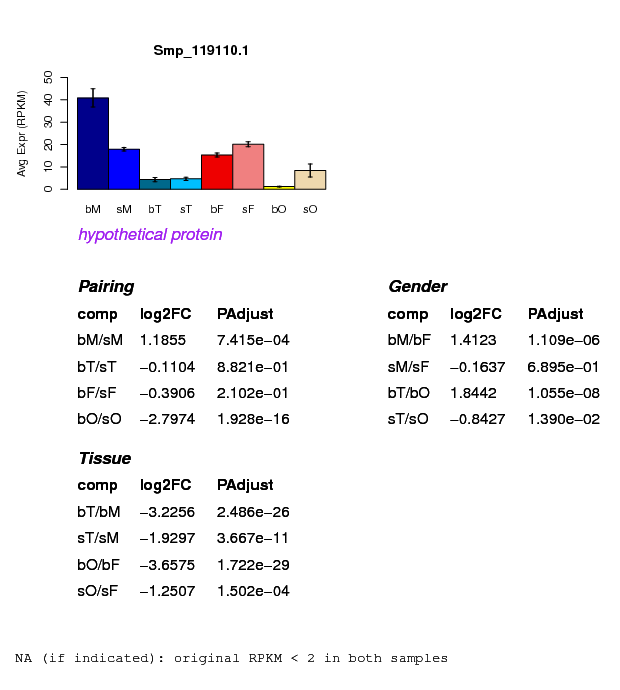 Smp_119110.1
Avg Expr (RPKM)
0 10 20 30 40 50
bM sM bT sT bF sF bO sO
hypothetical protein
Pairing
comp log2FC PAdjust
bM/sM 1.1855 7.415e−04
bT/sT −0.1104 8.821e−01
bF/sF −0.3906 2.102e−01
bO/sO −2.7974 1.928e−16
Gender
comp log2FC PAdjust
bM/bF 1.4123 1.109e−06
sM/sF −0.1637 6.895e−01
bT/bO 1.8442 1.055e−08
sT/sO −0.8427 1.390e−02
Tissue
comp log2FC PAdjust
bT/bM −3.2256 2.486e−26
sT/sM −1.9297 3.667e−11
bO/bF −3.6575 1.722e−29
sO/sF −1.2507 1.502e−04
NA (if indicated): original RPKM < 2 in both samples